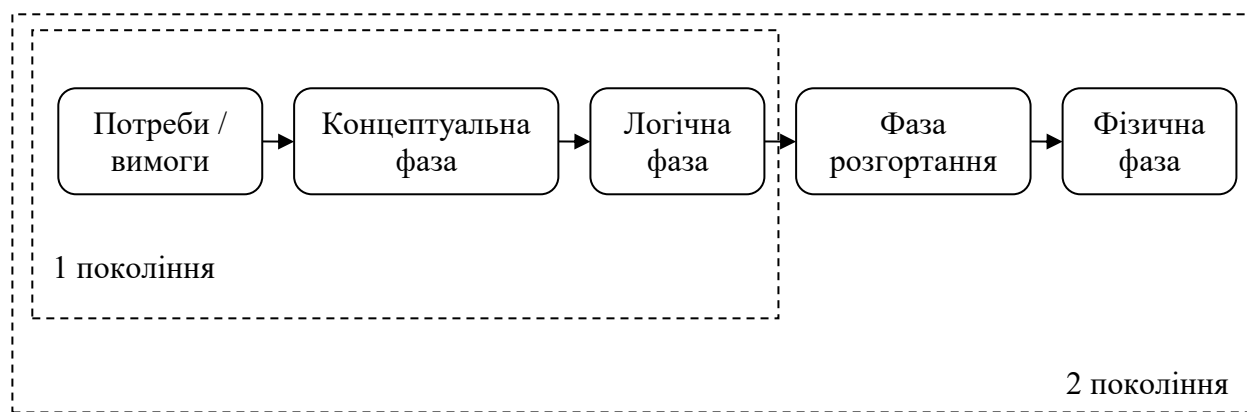 Потреби /
вимоги
Концептуальна
фаза
Логічна
фаза
Фаза
розгортання
Фізична
фаза
1 покоління
2 покоління